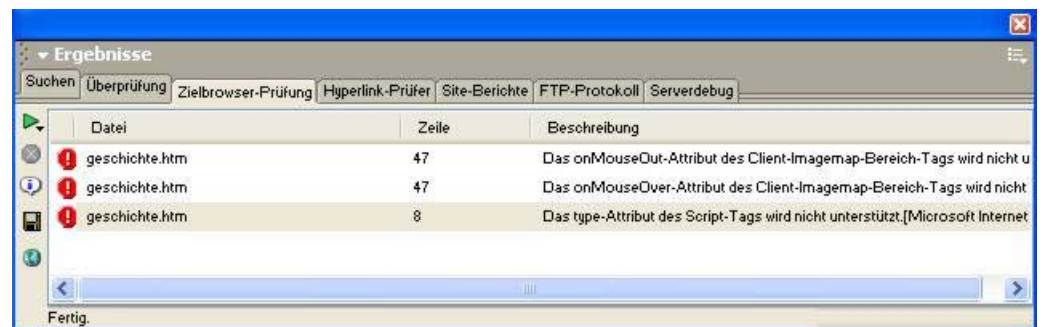 Ergebnisse
Suchen Überprüfung Zielbrowser-Prüfung Hyperlink-Prüfer Site-Berichte FTP-Protokoll Serverdebug
Datei Zeile Beschreibung
geschichte.htm 47 Das onMouseOut-Attribut des Client-Imagemap-Bereich-Tags wird nicht u
geschichte.htm 47 Das onMouseOver-Attribut des Client-Imagemap-Bereich-Tags wird nicht
geschichte.htm 8 Das type-Attribut des Script-Tags wird nicht unterstützt.[Microsoft Internet
Fertig.